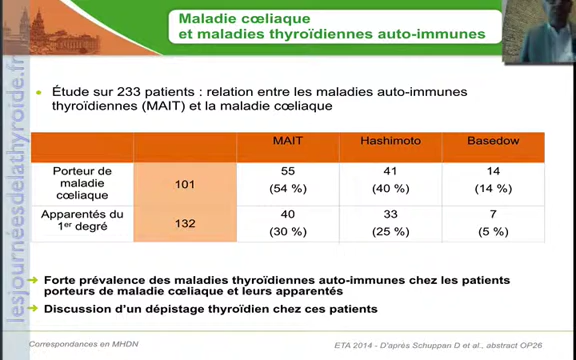 Maladie cœliaque
et maladies thyroïdiennes auto-immunes
lesjournéesdelathyroide.fr
• Étude sur 233 patients : relation entre les maladies auto-immunes
thyroïdiennes (MAIT) et la maladie cœliaque
MAIT Hashimoto Basedow
Porteur de
maladie
cœliaque
101
55
(54 %)
41
(40 %)
14
(14 %)
Apparentés du
1er degré
132
40
(30 %)
33
(25 %)
7
(5 %)
Forte prévalence des maladies thyroïdiennes auto-immunes chez les patients
porteurs de maladie cœliaque et leurs apparentés
Discussion d'un dépistage thyroïdien chez ces patients
Correspondances en MHDN
ETA 2014 - D'après Schuppan D et al., abstract OP26